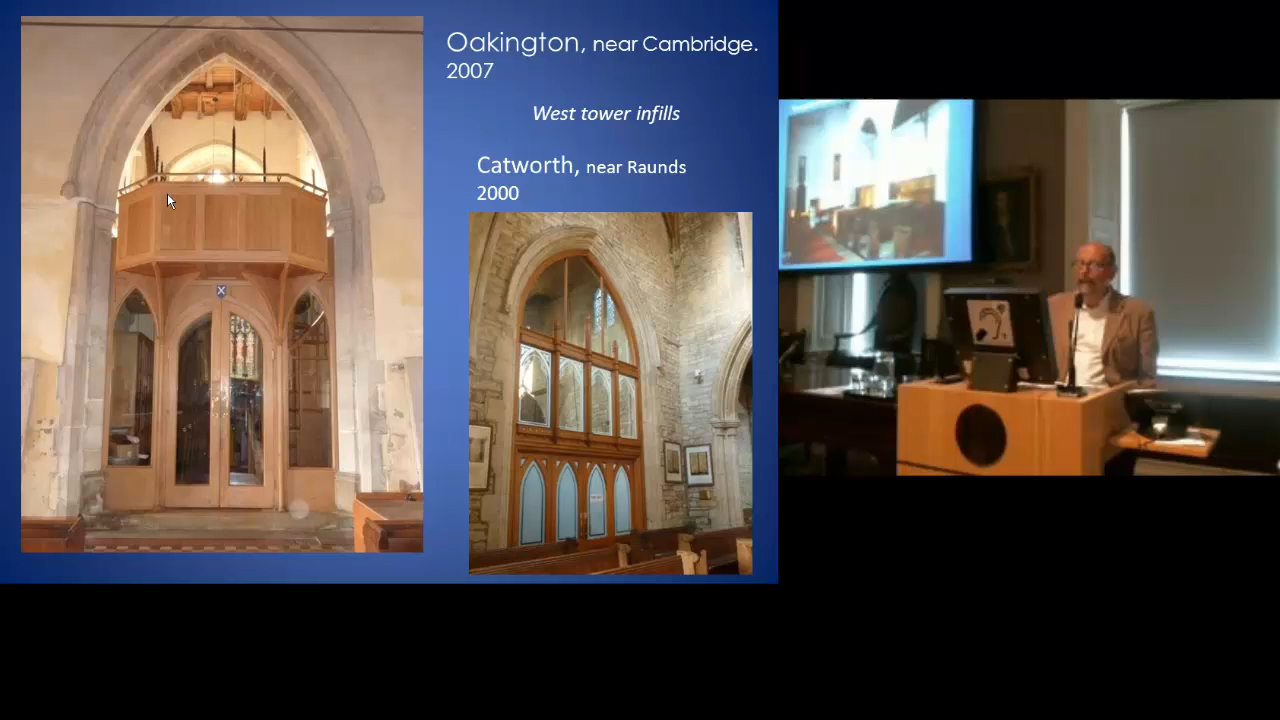 Oakington, near Cambridge.
2007
West tower infills
Catworth, near Raunds
2000